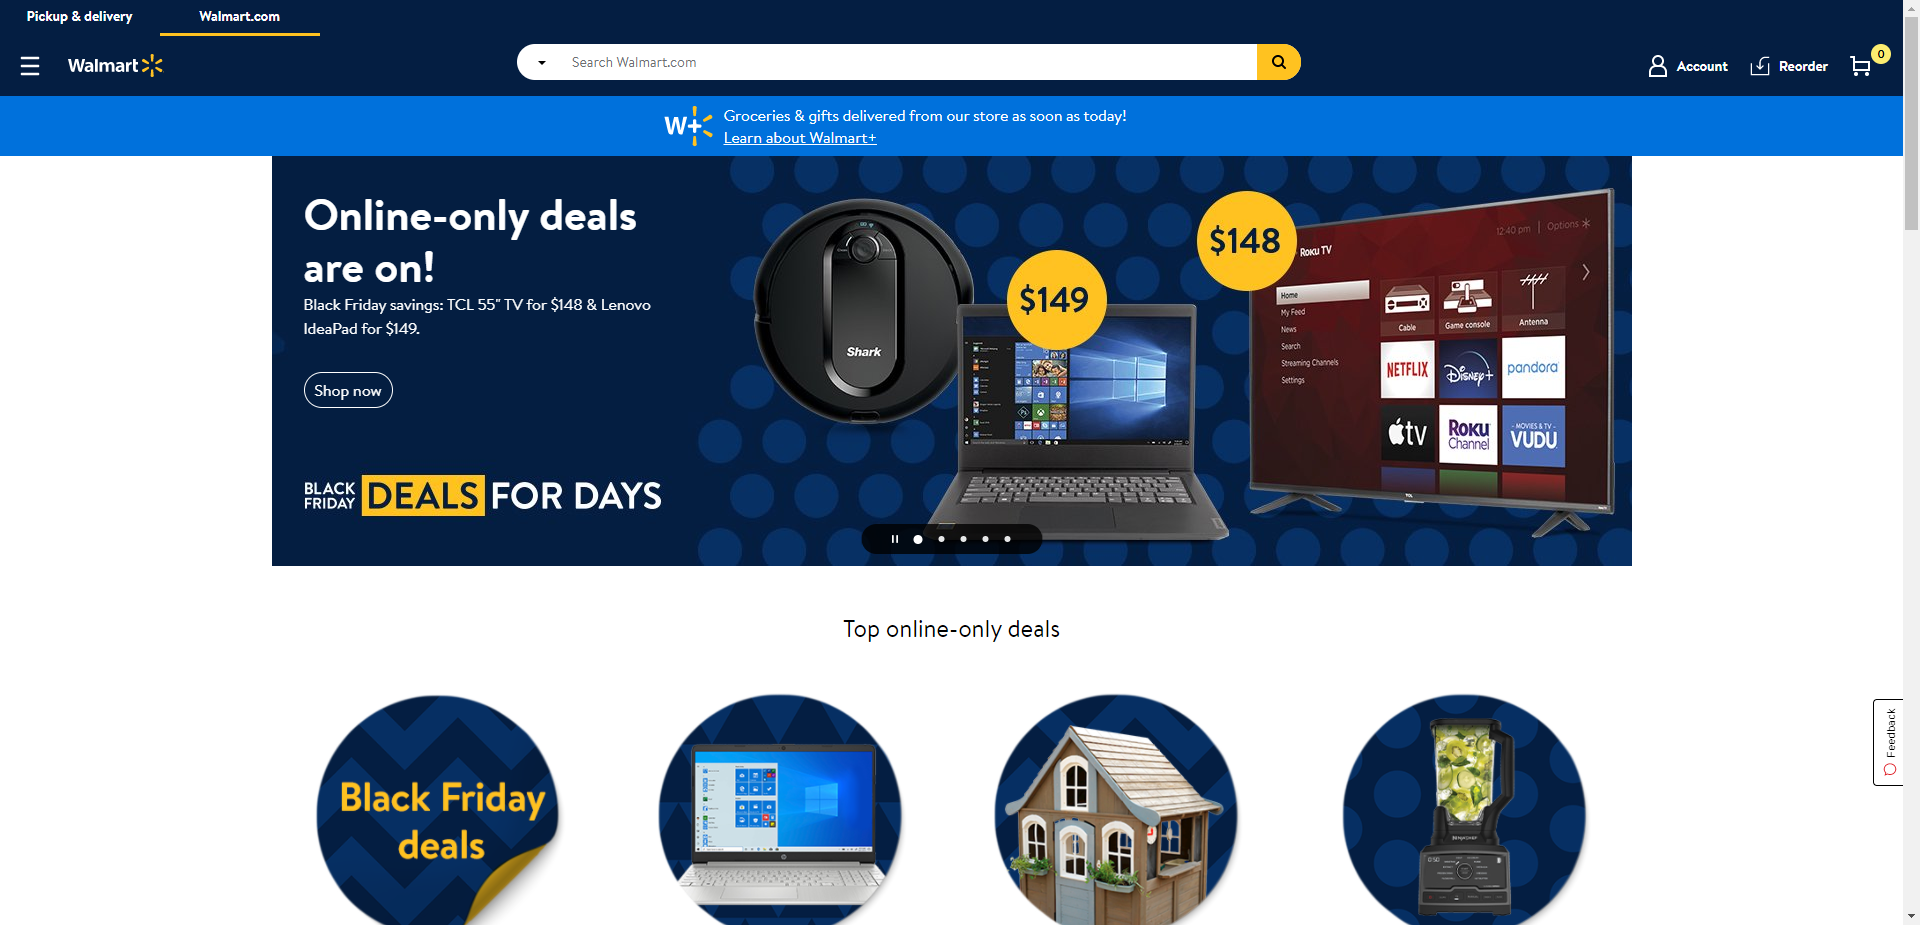 Pickup & delivery
Walmart.com
Walmart
Search Walmart.com
Account
Reorder
0
W+
Groceries & gifts delivered from our store as soon as today!
Learn about Walmart+
Online-only deals
are on!
Black Friday savings: TCL 55" TV for $148 & Lenovo
IdeaPad for $149.
Shop now
BLACK
FRIDAY
DEALS FOR DAYS
Shark
$149
$148
Roku TV
12:40 pm | Options
Home
My Feed
News
Search
Streaming Channels
Settings
Cable
Game console
Antenna
NETFLIX
Disney+
pandora
tv
Roku
Channel
MOVIES & TV
VUDU
TCL
Top online-only deals
Black Friday
deals
Feedback